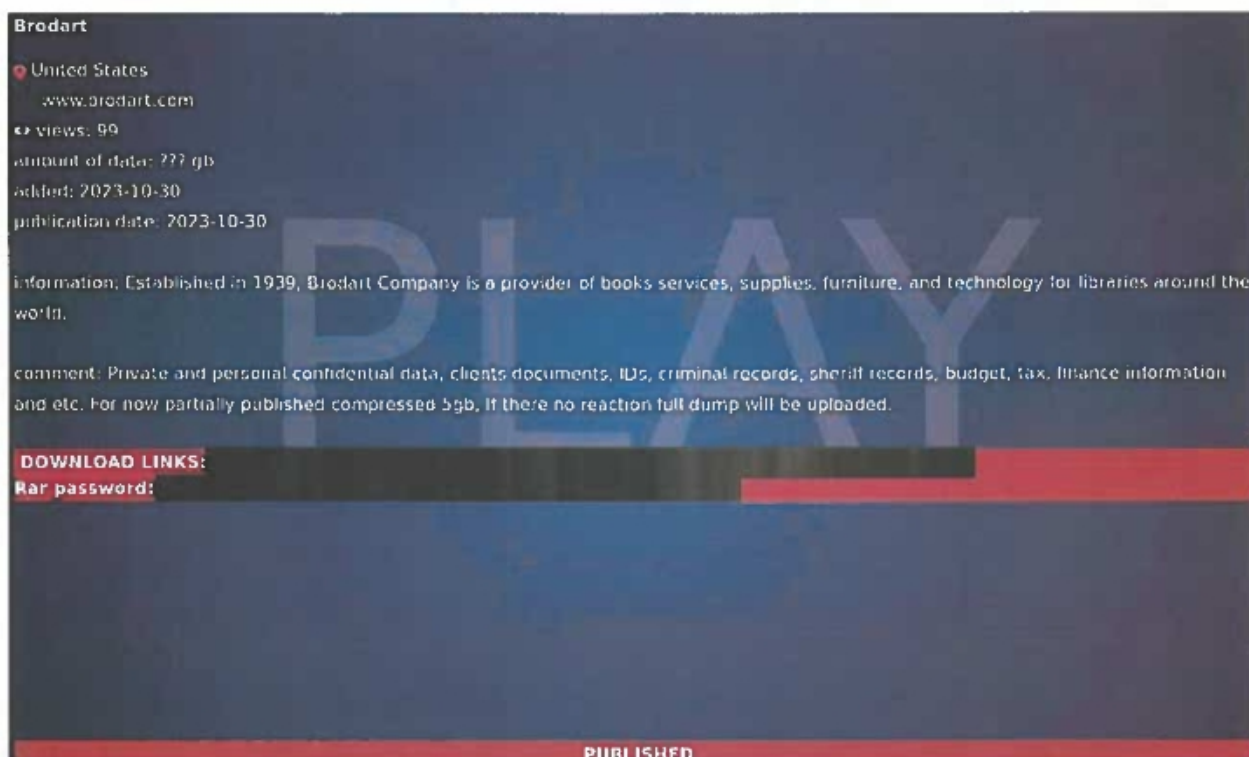 Brodart
United States
www.brodart.com
views: 99
amount of data: ??? gb
added: 2023-10-30
publication date: 2023-10-30
PLAY
information: Established in 1939, Brodart Company is a provider of books services, supplies, furniture, and technology for libraries around the
world.
comment: Private and personal confidential data, clients documents, IDs, criminal records, sheriff records, budget, tax, finance information
and etc. For now partially published compressed 5gb, if there no reaction full dump will be uploaded.
DOWNLOAD LINKS:
Rar password:
PUBLISHED